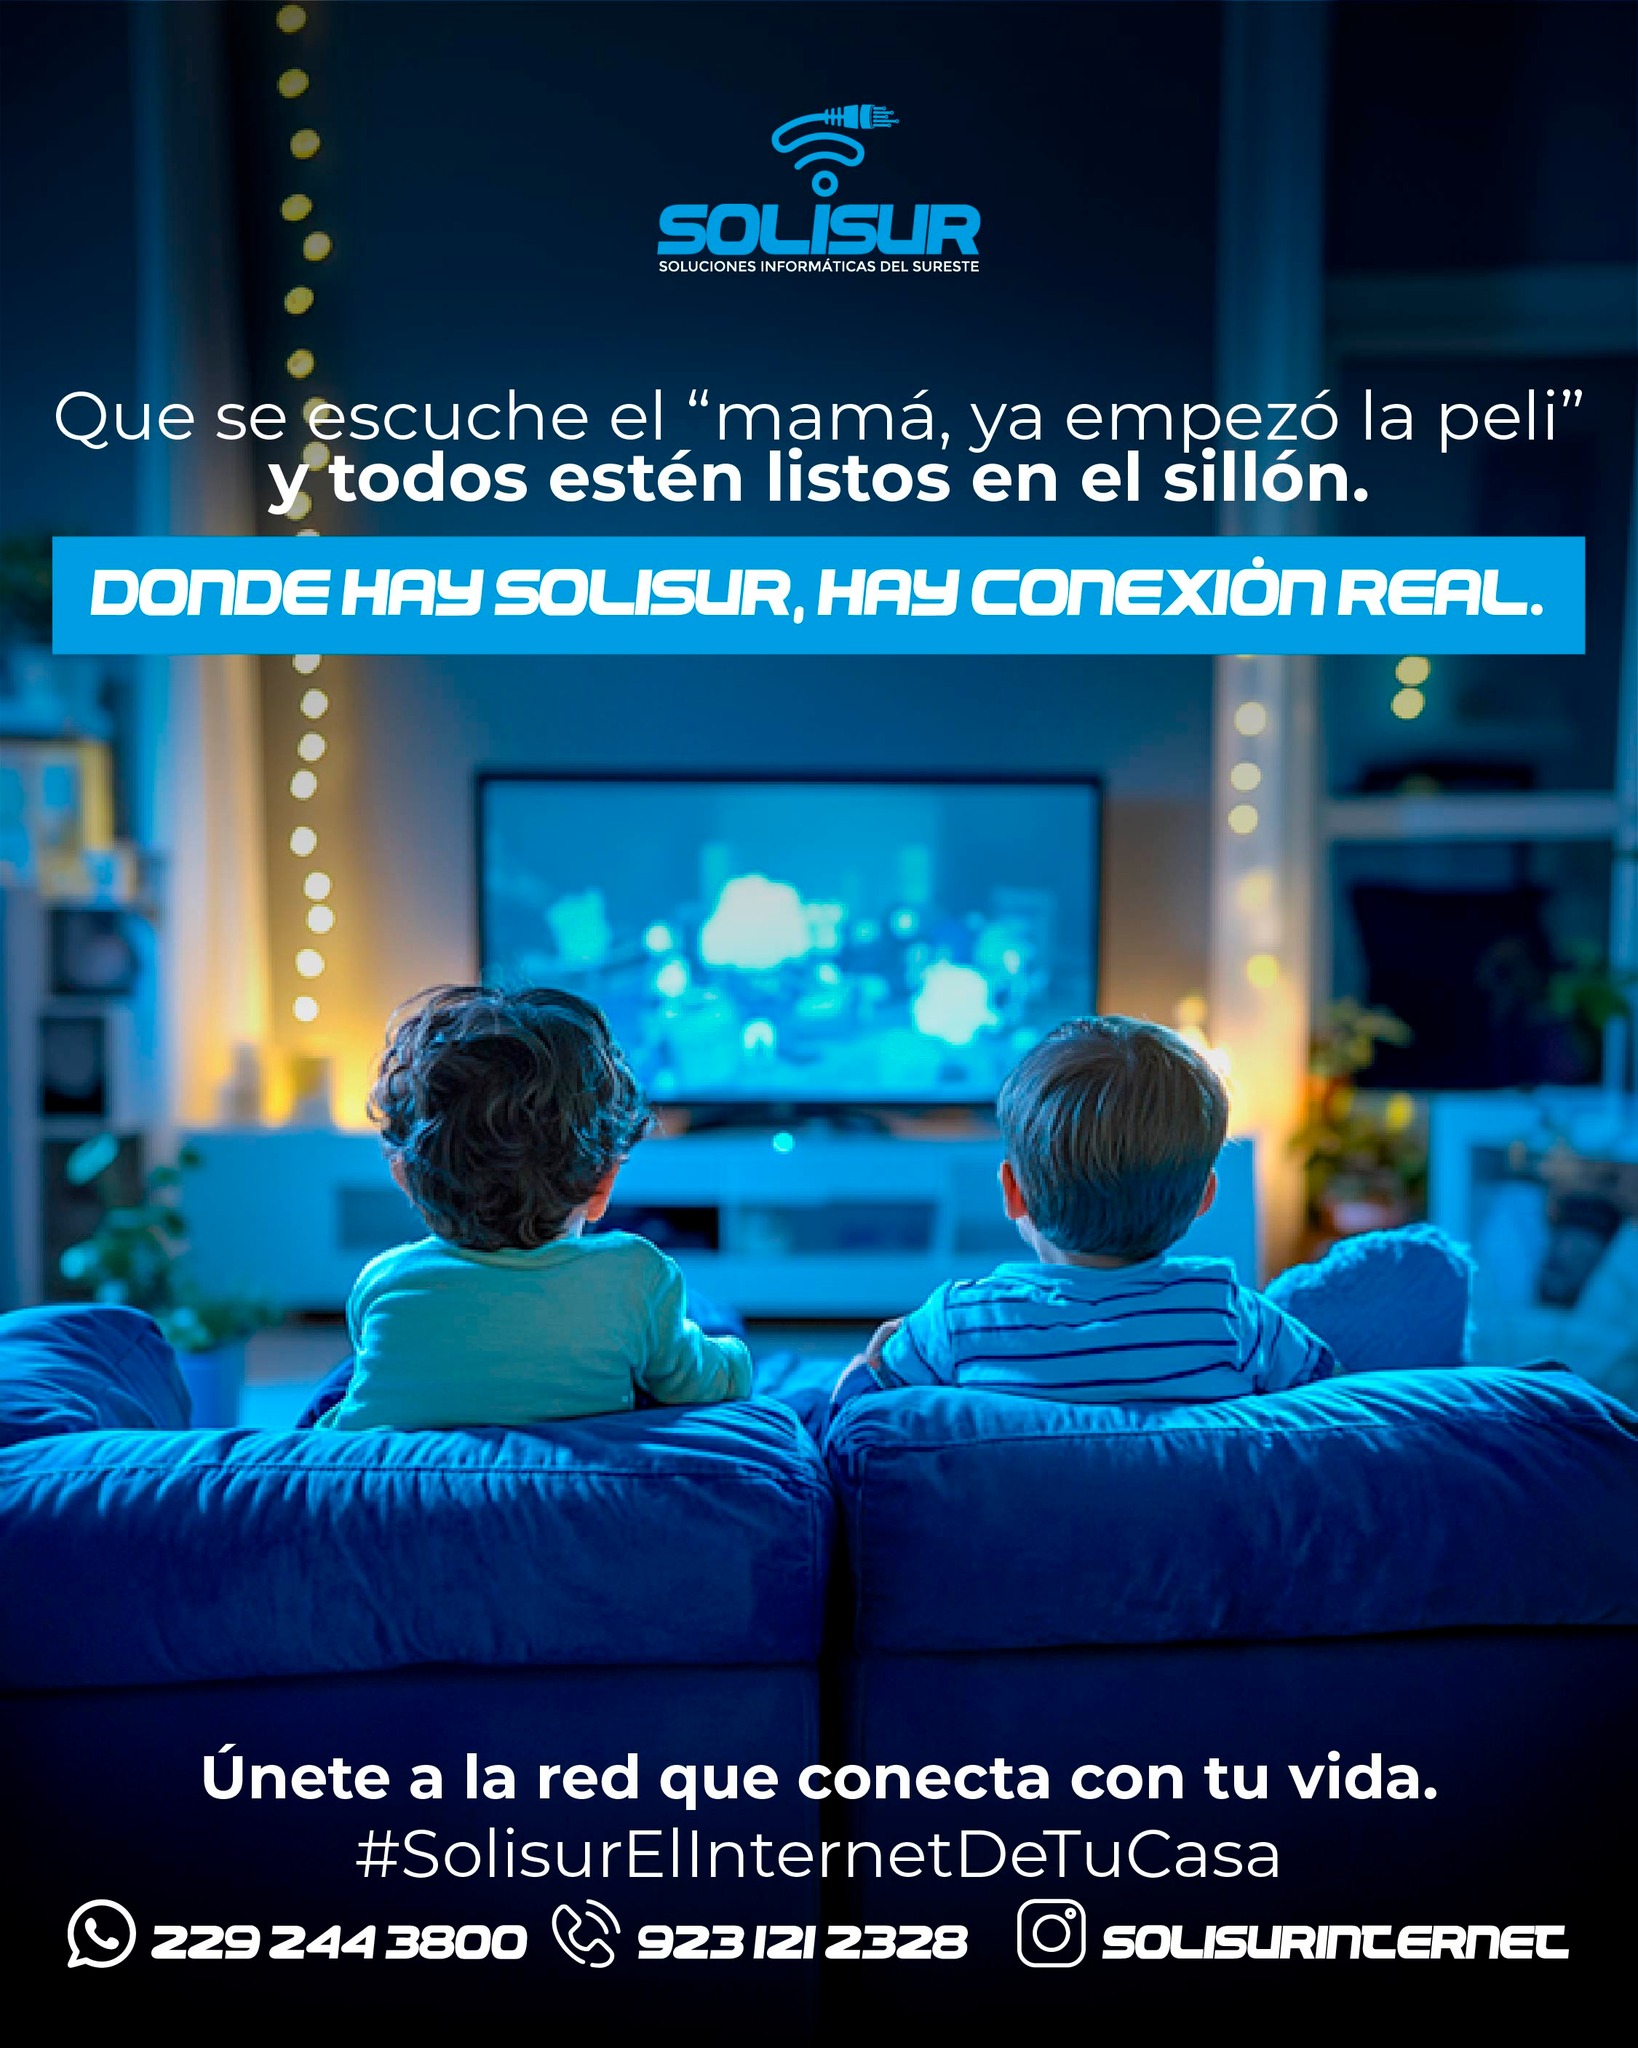 SOLISUR
SOLUCIONES INFORMÁTICAS DEL SURESTE
Que se escuche el “mamá, ya empezó la peli”
y todos estén listos en el sillón.
DONDE HAY SOLISUR, HAY CONEXIÓN REAL.
Únete a la red que conecta con tu vida.
#SolisurElInternetDeTuCasa
229 244 3800 923 121 2328 SOLISURINTERNET